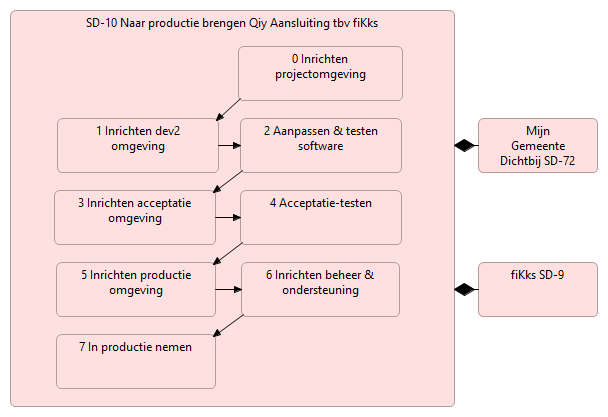 SD-10 Naar productie brengen Qiy Aansluiting tbv fiKks
0 Inrichten
projectomgeving
1 Inrichten dev2
omgeving
2 Aanpassen & testen
software
Mijn
Gemeente
Dichtbij SD-72
3 Inrichten acceptatie
omgeving
4 Acceptatie-testen
5 Inrichten productie
omgeving
6 Inrichten beheer &
ondersteuning
fiKks SD-9
7 In productie nemen